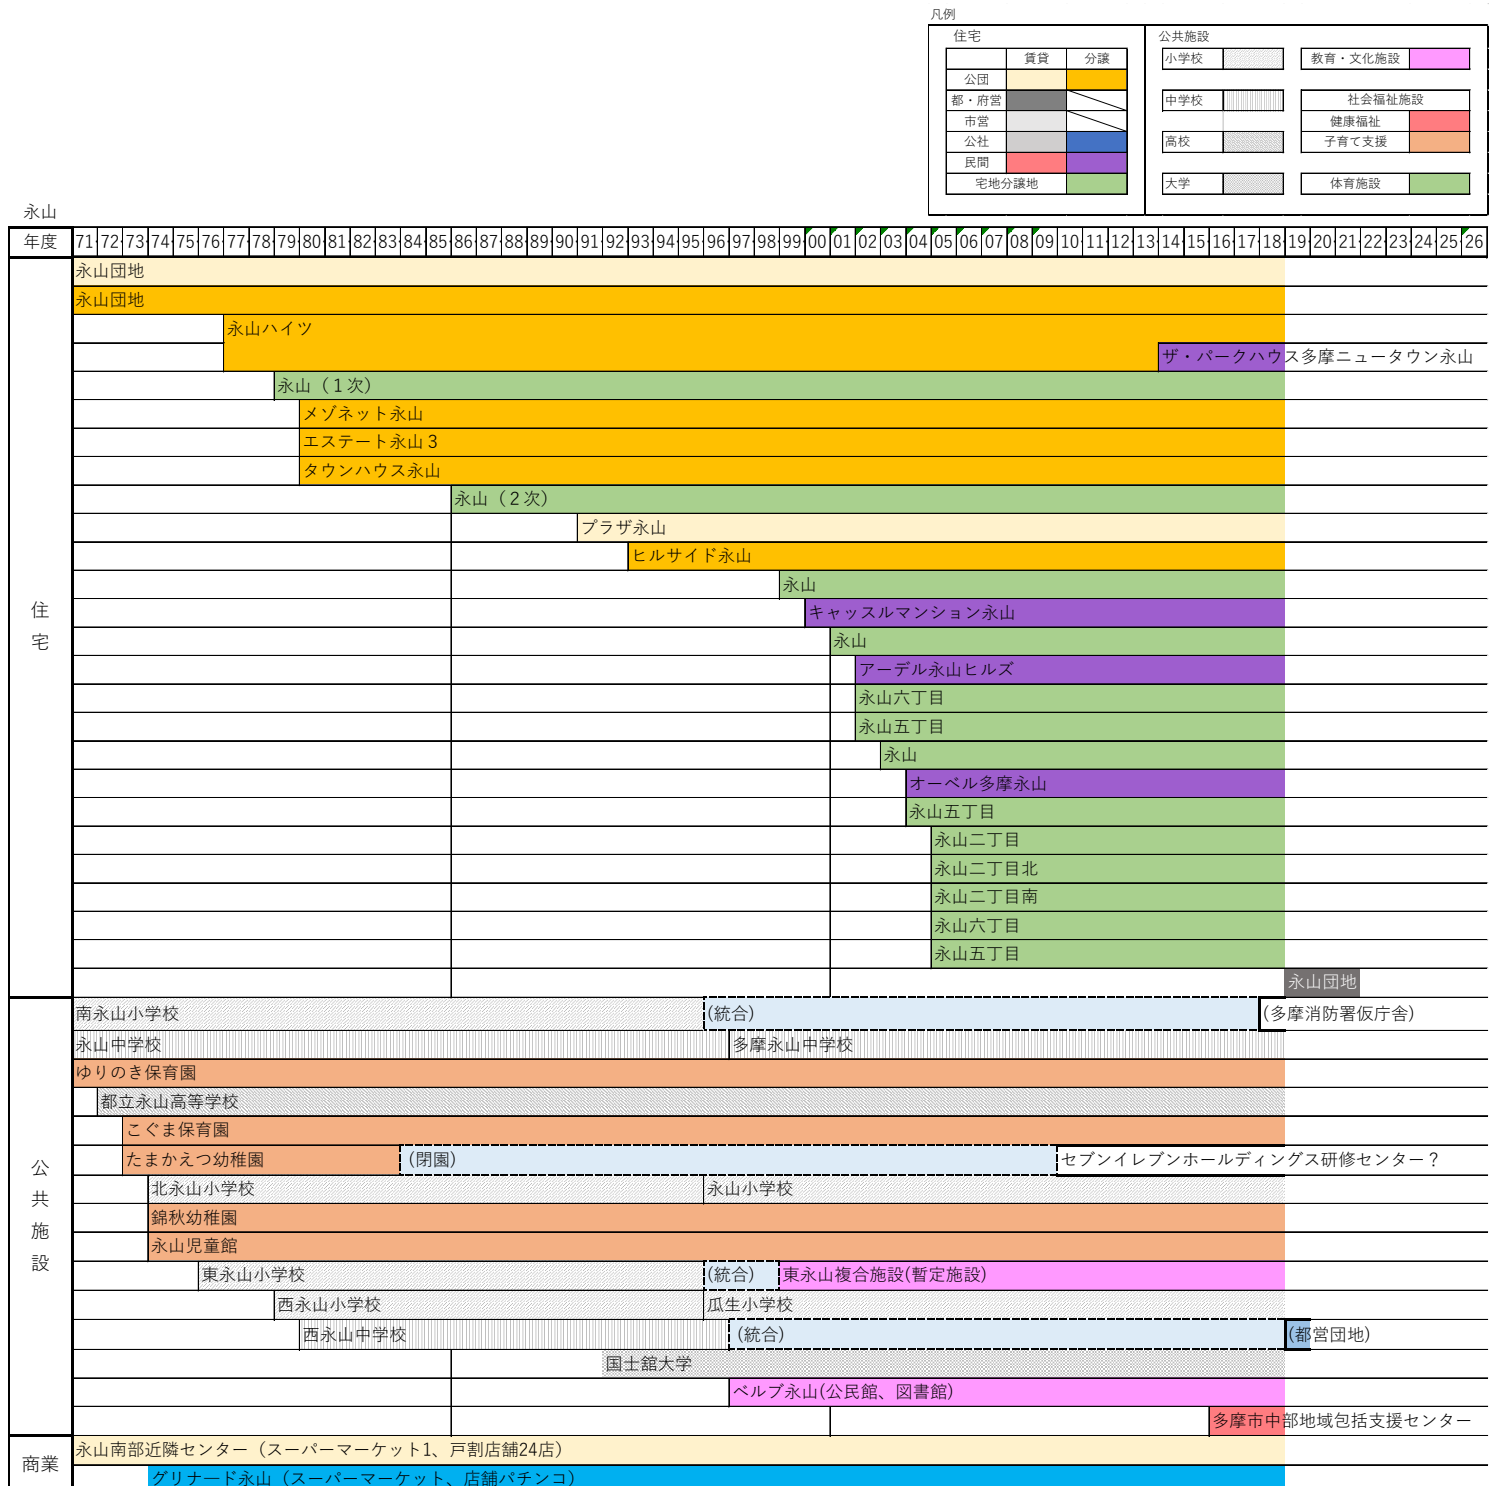 凡例
住宅
公共施設
賃貸 分譲
小学校 教育・文化施設
公団
都・府営
中学校 社会福祉施設
市営
健康福祉
公社
高校 子育て支援
民間
宅地分譲地
大学 体育施設
永山
年度 71 72 73 74 75 76 77 78 79 80 81 82 83 84 85 86 87 88 89 90 91 92 93 94 95 96 97 98 99 00 01 02 03 04 05 06 07 08 09 10 11 12 13 14 15 16 17 18 19 20 21 22 23 24 25 26
住宅
永山団地
永山団地
永山ハイツ
ザ・パークハウス多摩ニュータウン永山
永山（１次）
メゾネット永山
エステート永山３
タウンハウス永山
永山（２次）
プラザ永山
ヒルサイド永山
永山
キャッスルマンション永山
永山
アーデル永山ヒルズ
永山六丁目
永山五丁目
永山
オーベル多摩永山
永山五丁目
永山二丁目
永山二丁目北
永山二丁目南
永山六丁目
永山五丁目
永山団地
公共施設
南永山小学校 (統合) (多摩消防署仮庁舎)
永山中学校 多摩永山中学校
ゆりのき保育園
都立永山高等学校
こぐま保育園
たまかえつ幼稚園 (閉園) セブンイレブンホールディングス研修センター？
北永山小学校 永山小学校
錦秋幼稚園
永山児童館
東永山小学校 (統合) 東永山複合施設(暫定施設)
西永山小学校 瓜生小学校
西永山中学校 (統合) (都営団地)
国士舘大学
ベルブ永山(公民館、図書館)
多摩市中部地域包括支援センター
商業
永山南部近隣センター（スーパーマーケット1、戸割店舗24店）
グリナード永山（スーパーマーケット、店舗パチンコ）